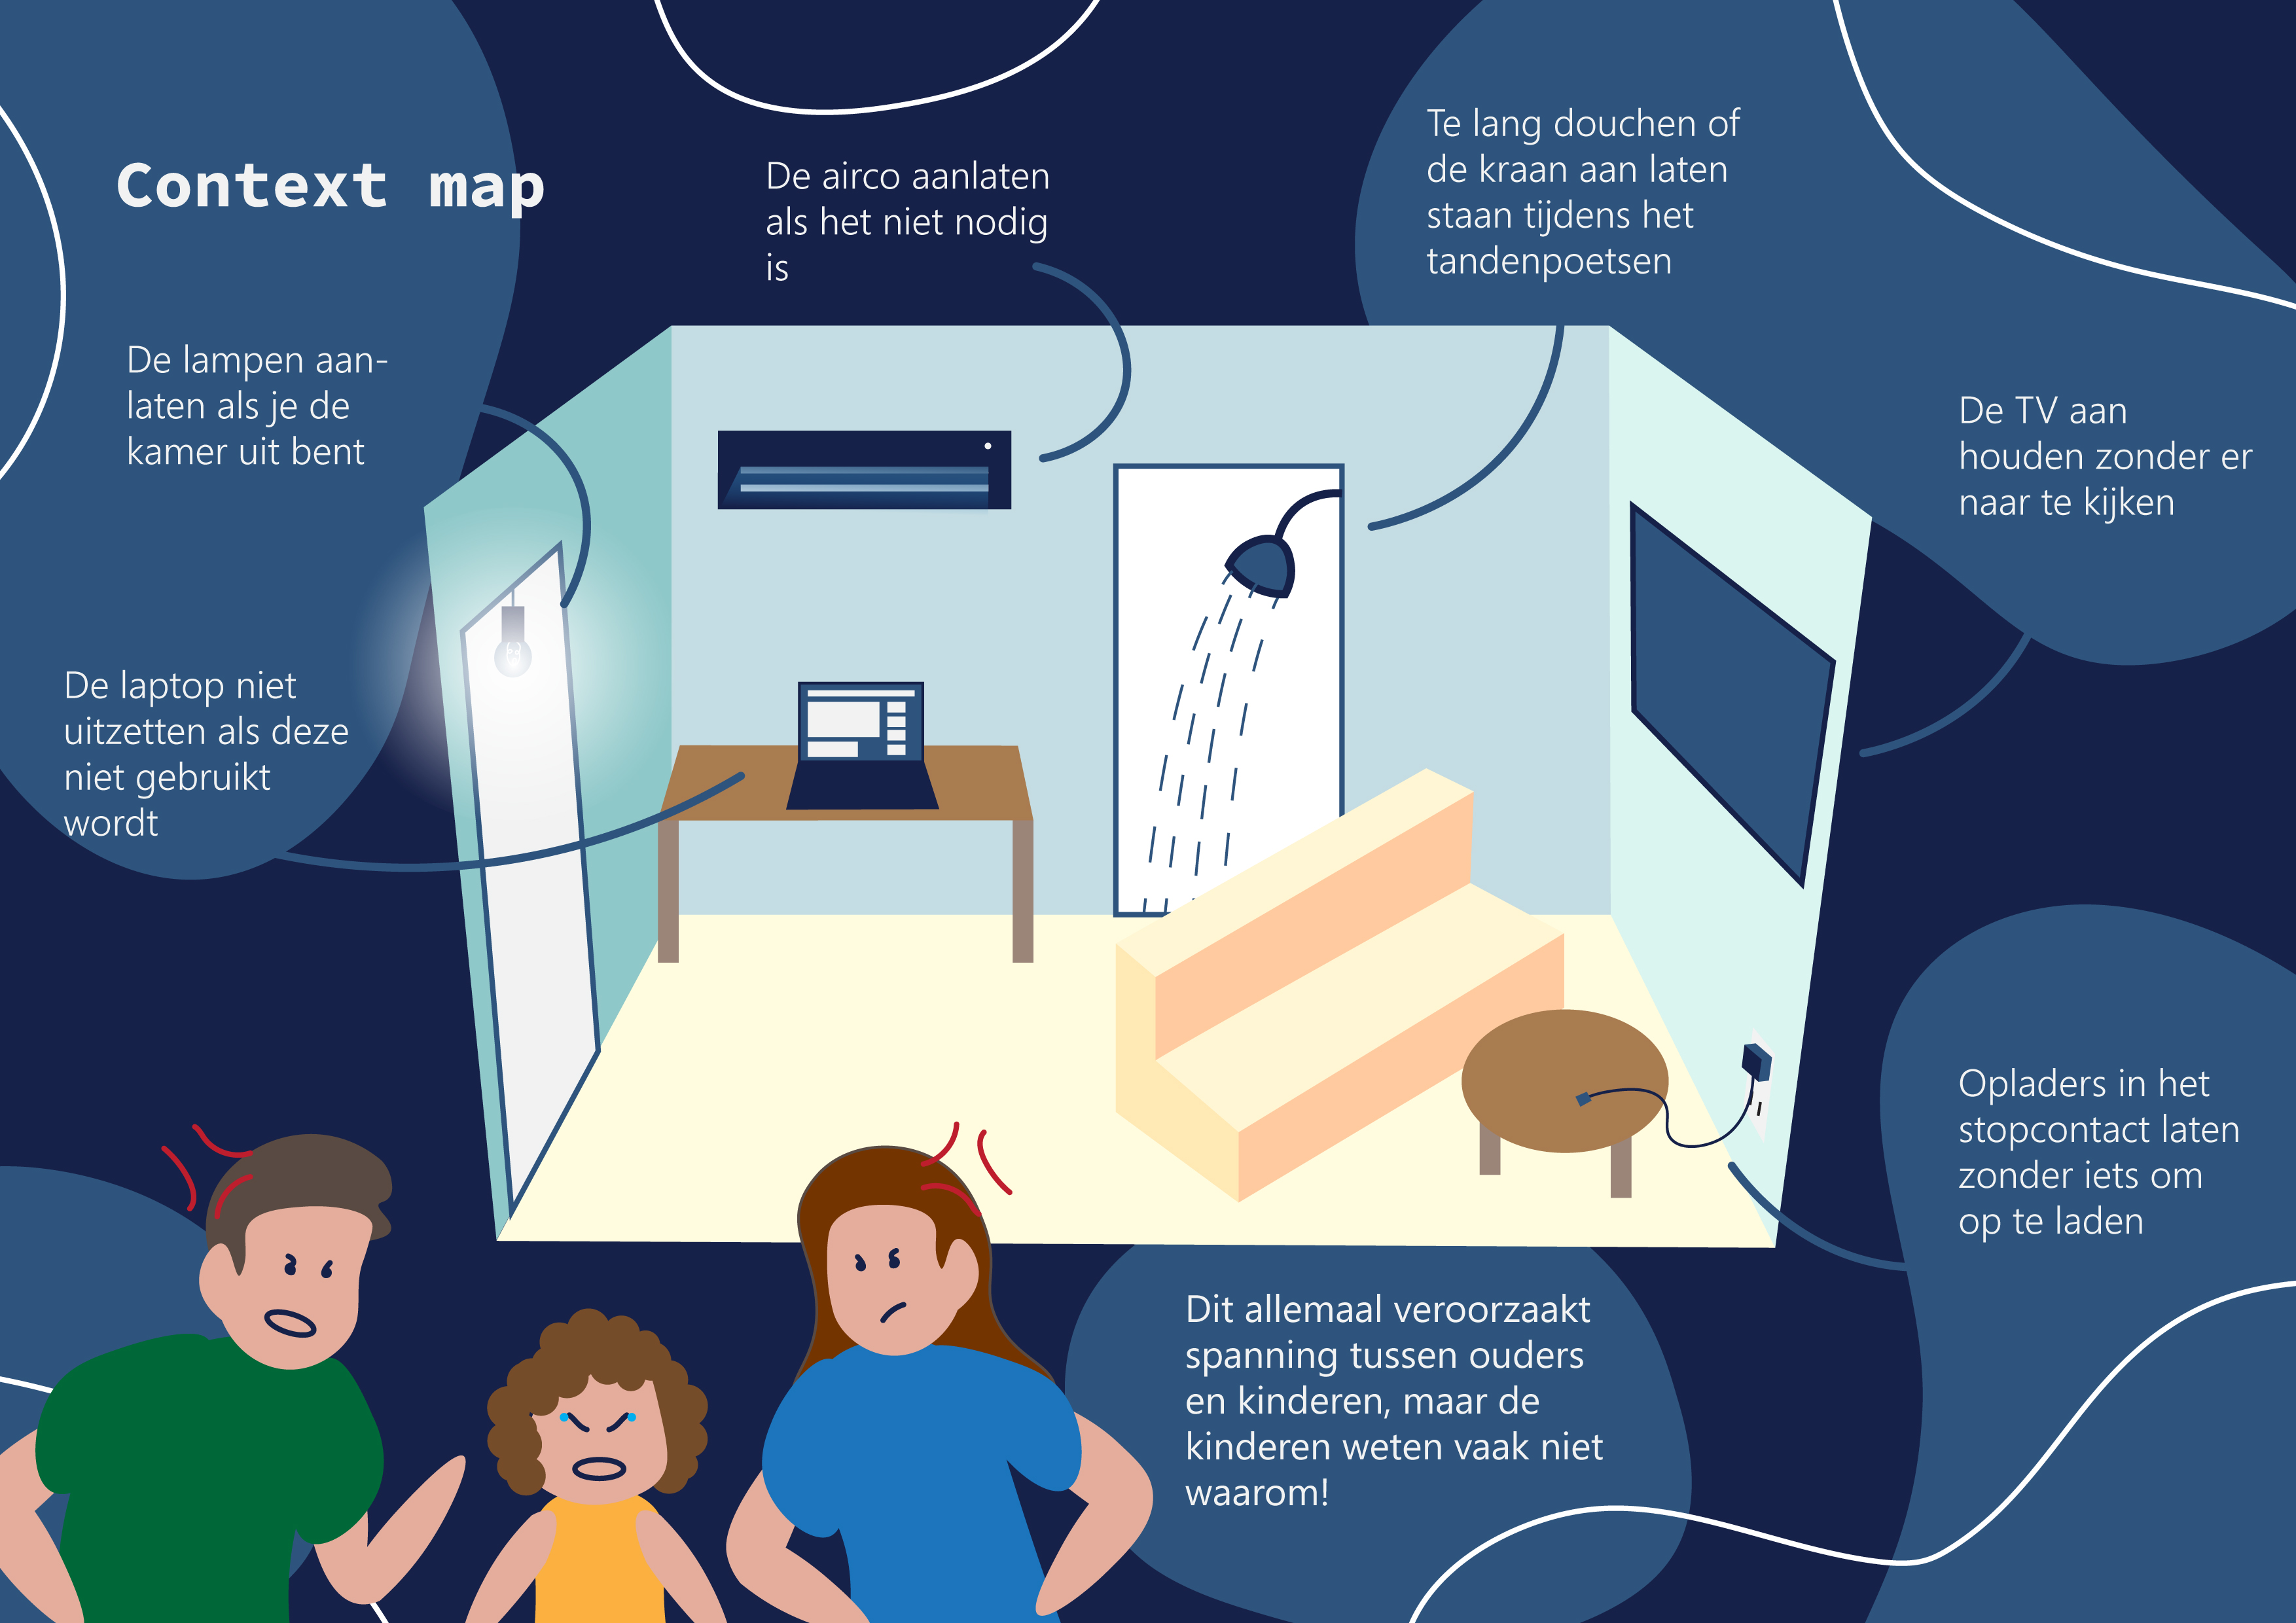 Context map
De lampen aan-
laten als je de
kamer uit bent
De laptop niet
uitzetten als deze
niet gebruikt
wordt
De airco aanlaten
als het niet nodig
is
Te lang douchen of
de kraan aan laten
staan tijdens het
tandenpoetsen
De TV aan
houden zonder er
naar te kijken
Opladers in het
stopcontact laten
zonder iets om
op te laden
Dit allemaal veroorzaakt
spanning tussen ouders
en kinderen, maar de
kinderen weten vaak niet
waarom!